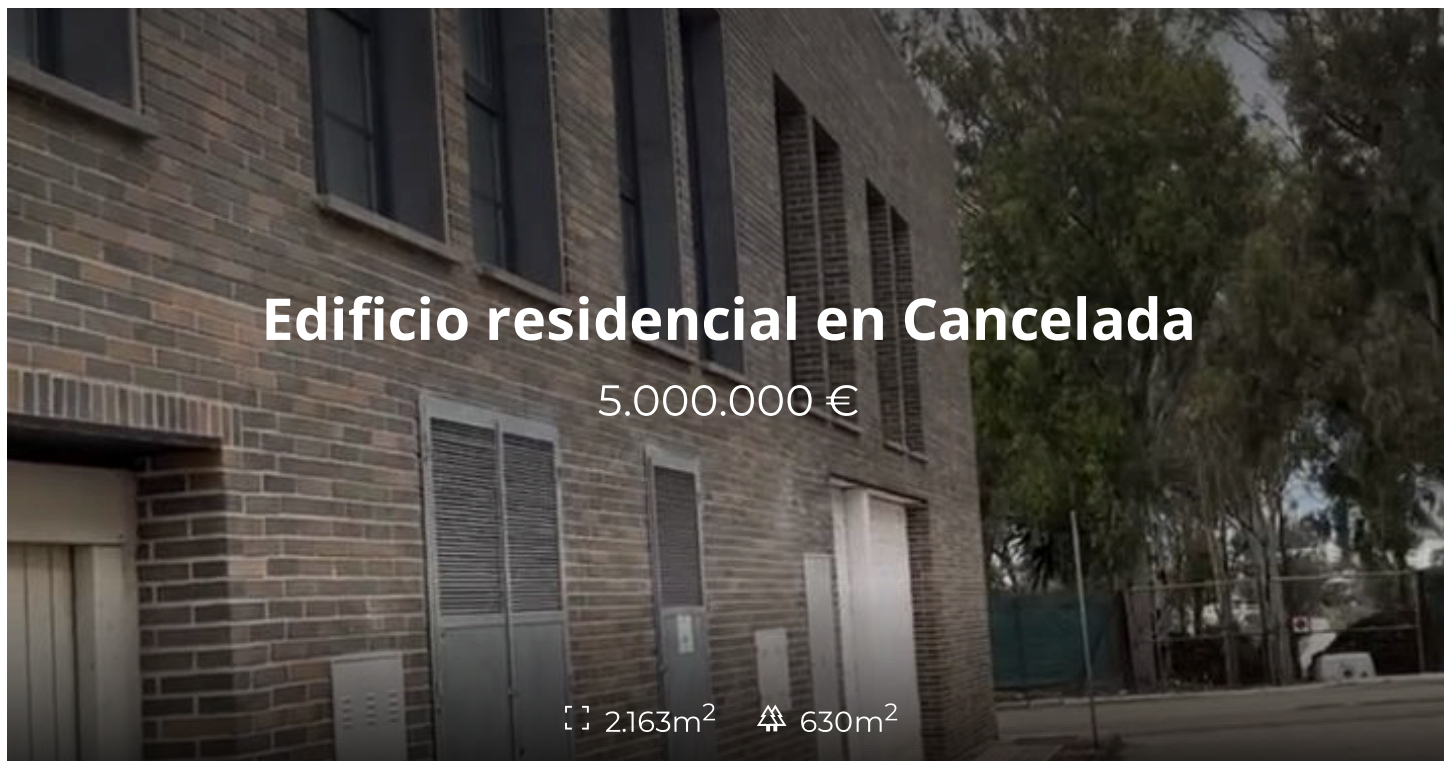 Edificio residencial en Cancelada
5.000.000 €
2.163m² 630m²